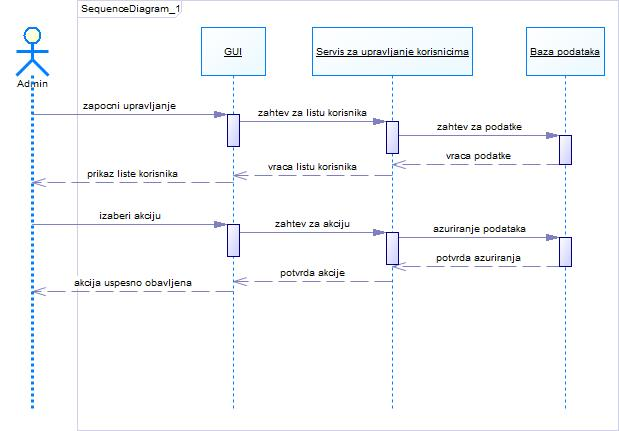 SequenceDiagram_1
Admin
GUI
Servis za upravljanje korisnicima
Baza podataka
zapocni upravljanje
zahtev za listu korisnika
zahtev za podatke
vraca podatke
vraca listu korisnika
prikaz liste korisnika
izaberi akciju
zahtev za akciju
azuriranje podataka
potvrda azuriranja
potvrda akcije
akcija uspesno obavljena